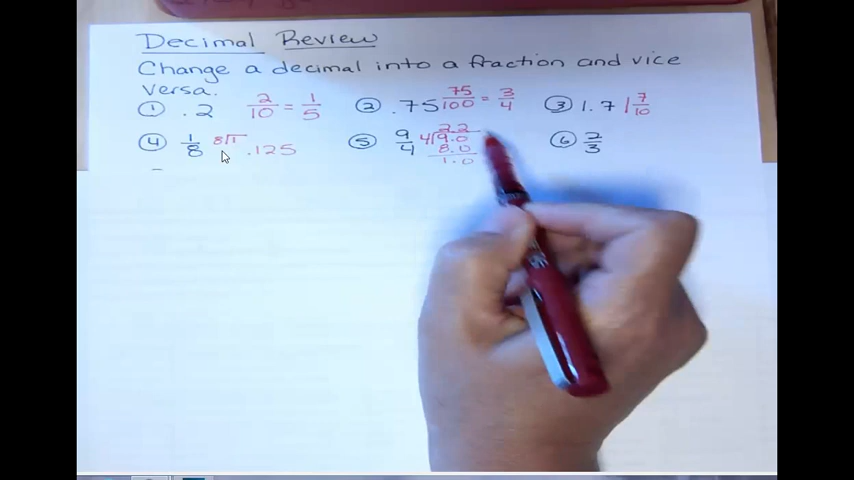 Decimal Review
Change a decimal into a fraction and vice
versa.
① .2 2/10 = 1/5 ② .75 75/100 = 3/4 ③ 1.7 1 7/10
④ 1/8 8√1 .125 ⑤ 9/4 4√9.0 2 2 ⑥ 2/3
8.0
1.0